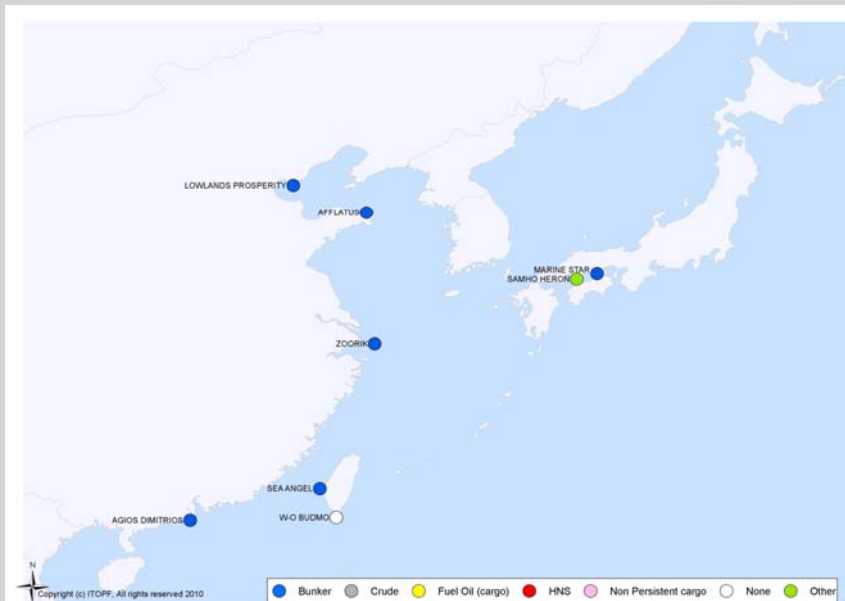 LOWLANDS PROSPERITY
AFFLATUS
MARINE STAR
SAMHO HERON
ZOORIK
SEA ANGEL
AGIOS DIMITRIOS
W-O BUDMO
N
Copyright (c) ITOPF, All rights reserved 2010
Bunker Crude Fuel Oil (cargo) HNS Non Persistent cargo None Other